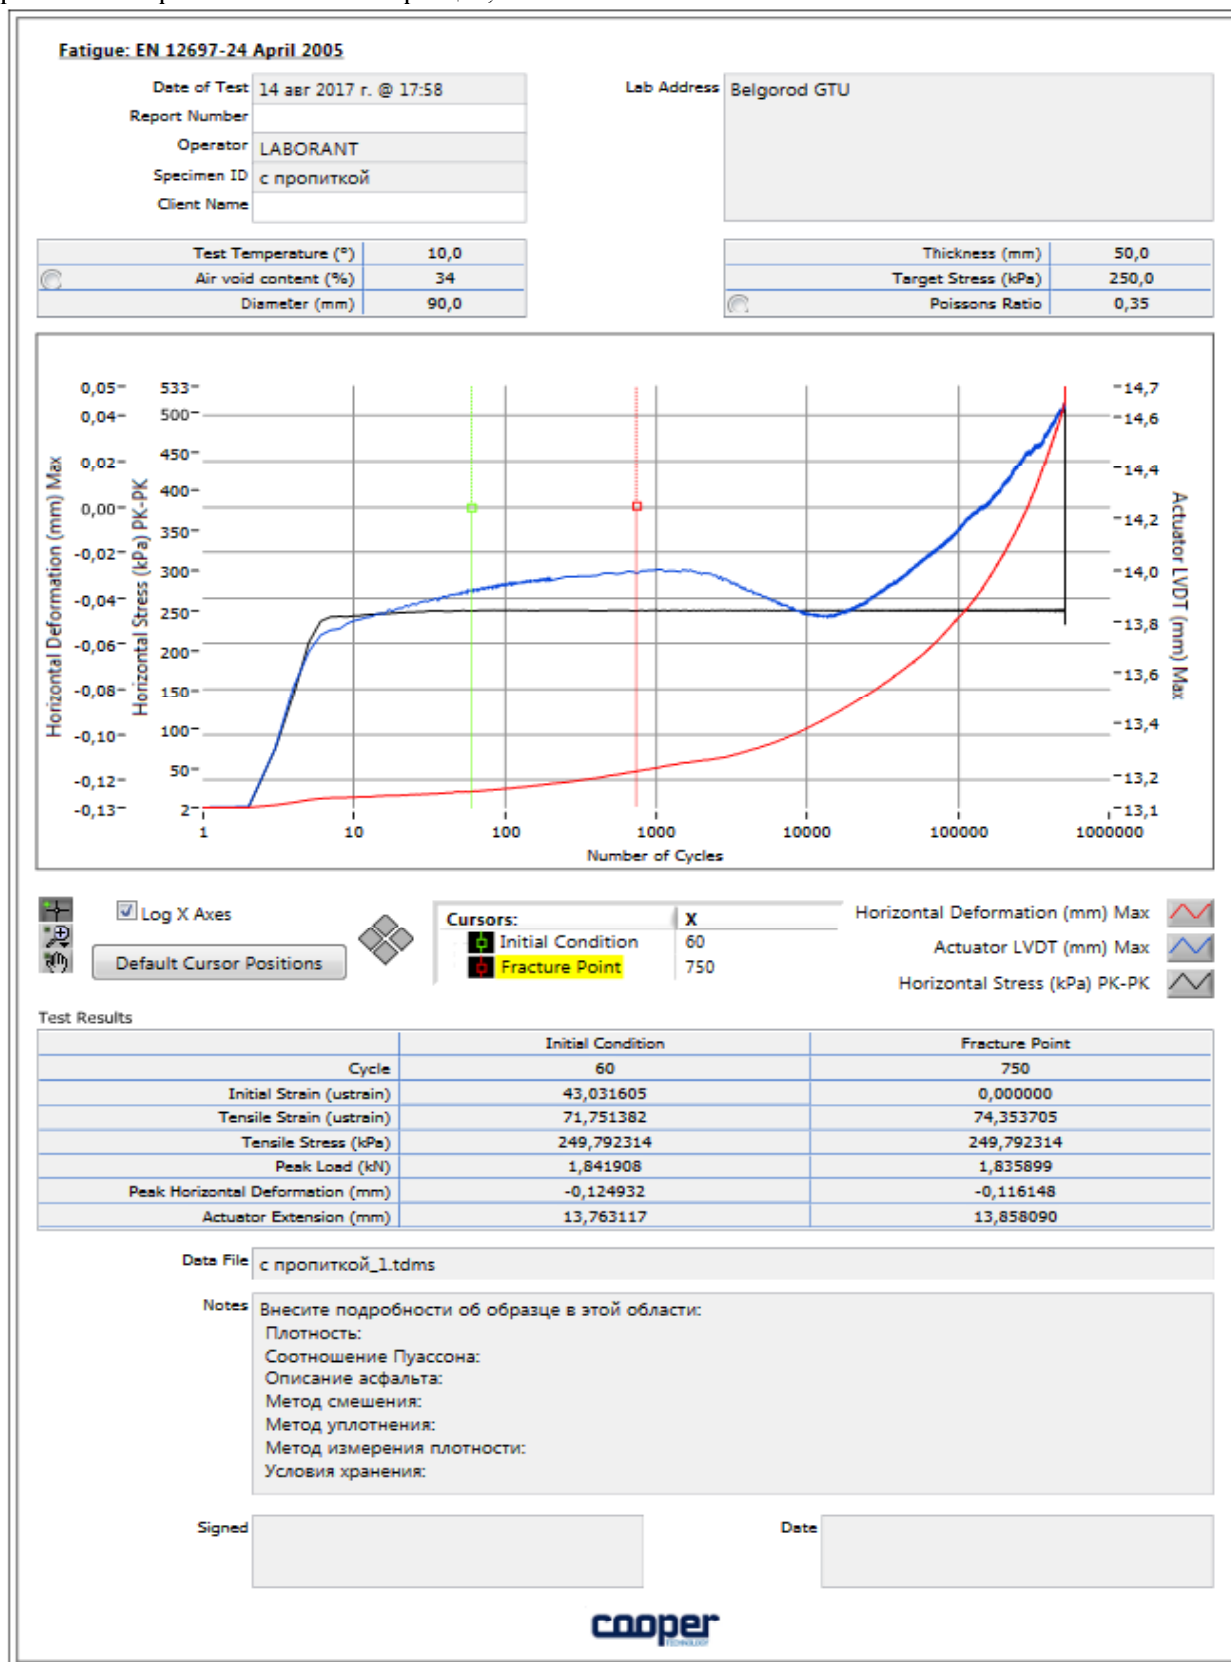 Fatigue: EN 12697-24 April 2005
Date of Test 14 авг 2017 г. @ 17:58
Lab Address Belgorod GTU
Report Number
Operator LABORANT
Specimen ID с пропиткой
Client Name
Test Temperature (°) 10,0
Thickness (mm) 50,0
Air void content (%) 34
Target Stress (kPa) 250,0
Diameter (mm) 90,0
Poissons Ratio 0,35
Horizontal Deformation (mm) Max
0,05
0,04
0,02
0,00
-0,02
-0,04
-0,06
-0,08
-0,10
-0,12
-0,13
Horizontal Stress (kPa) PK-PK
533
500
450
400
350
300
250
200
150
100
50
2
14,7
14,6
14,4
14,2
14,0
13,8
13,6
13,4
13,2
13,1
Actuator LVDT (mm) Max
1 10 100 1000 10000 100000 1000000
Number of Cycles
Log X Axes
Default Cursor Positions
Cursors: X
Initial Condition 60
Fracture Point 750
Horizontal Deformation (mm) Max
Actuator LVDT (mm) Max
Horizontal Stress (kPa) PK-PK
Test Results
Initial Condition Fracture Point
Cycle 60 750
Initial Strain (ustrain) 43,031605 0,000000
Tensile Strain (ustrain) 71,751382 74,353705
Tensile Stress (kPa) 249,792314 249,792314
Peak Load (kN) 1,841908 1,835899
Peak Horizontal Deformation (mm) -0,124932 -0,116148
Actuator Extension (mm) 13,763117 13,858090
Data File с пропиткой_1.tdms
Notes Внесите подробности об образце в этой области:
Плотность:
Соотношение Пуассона:
Описание асфальта:
Метод смешения:
Метод уплотнения:
Метод измерения плотности:
Условия хранения:
Signed
Date
cooper
TECHNOLOGY